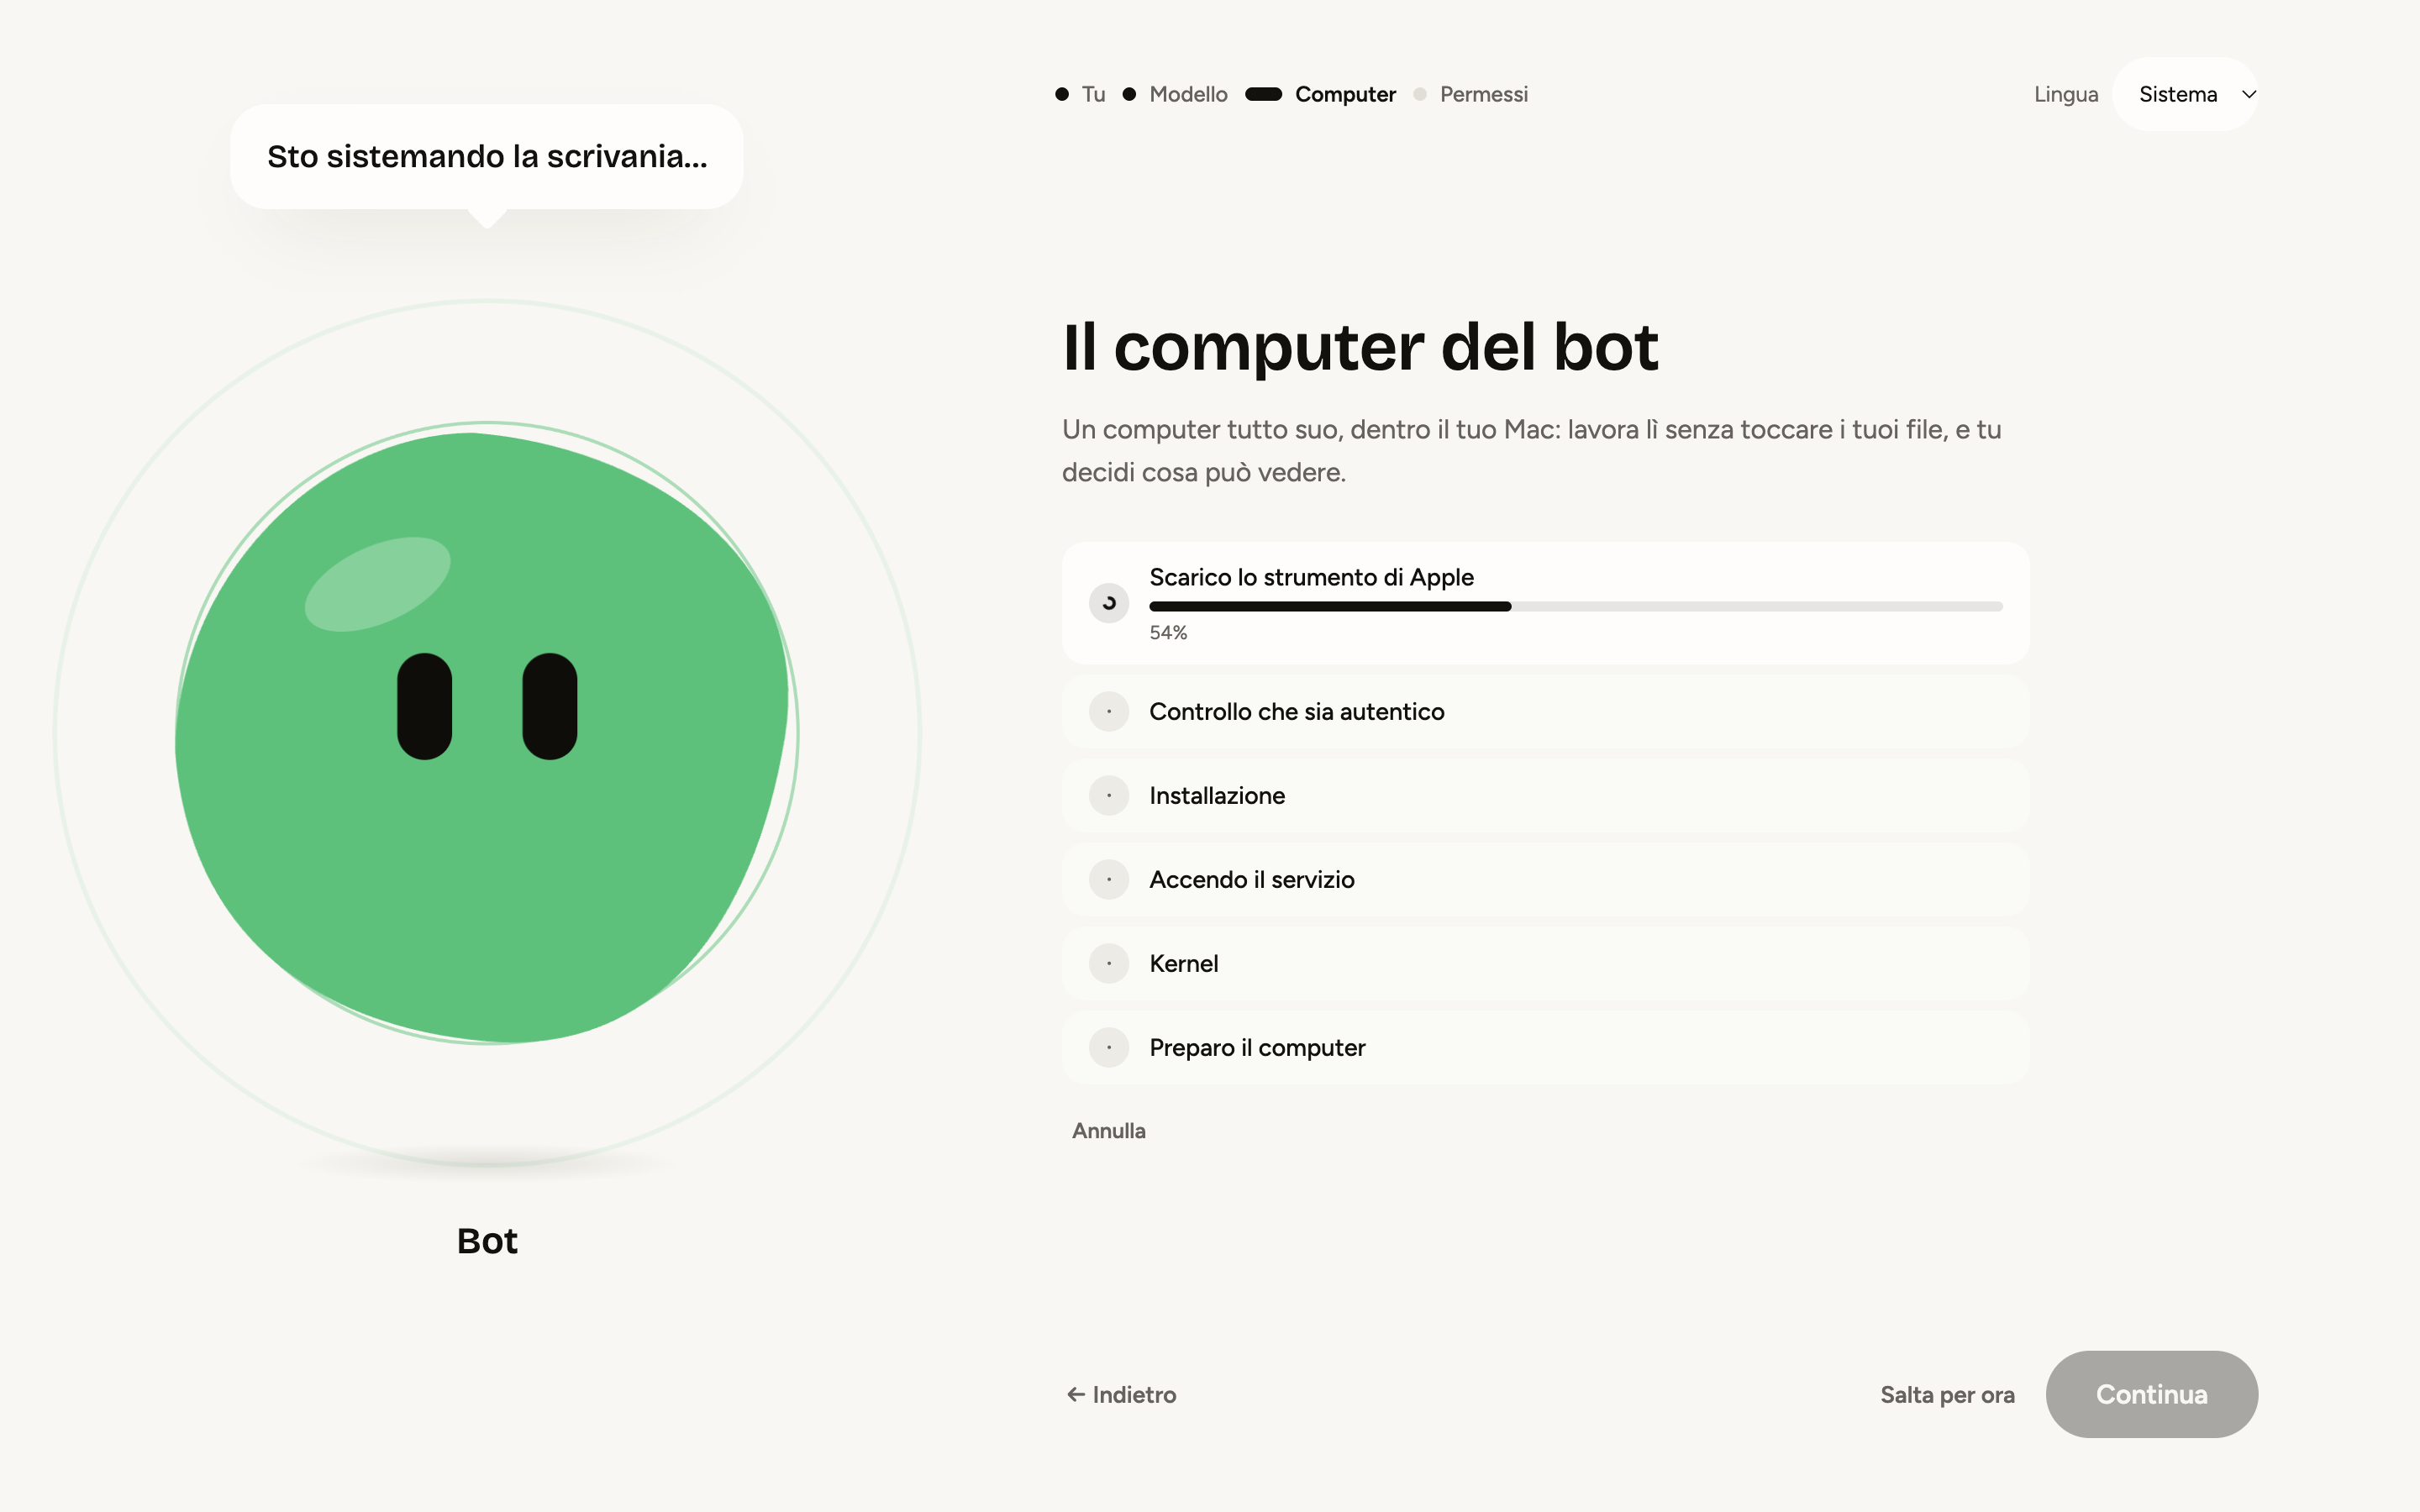 Tu
Modello
Computer
Permessi
Lingua
Sistema
Sto sistemando la scrivania...
Il computer del bot
Un computer tutto suo, dentro il tuo Mac: lavora lì senza toccare i tuoi file, e tu
decidi cosa può vedere.
Scarico lo strumento di Apple
54%
Controllo che sia autentico
Installazione
Accendo il servizio
Kernel
Preparo il computer
Annulla
Bot
← Indietro
Salta per ora
Continua